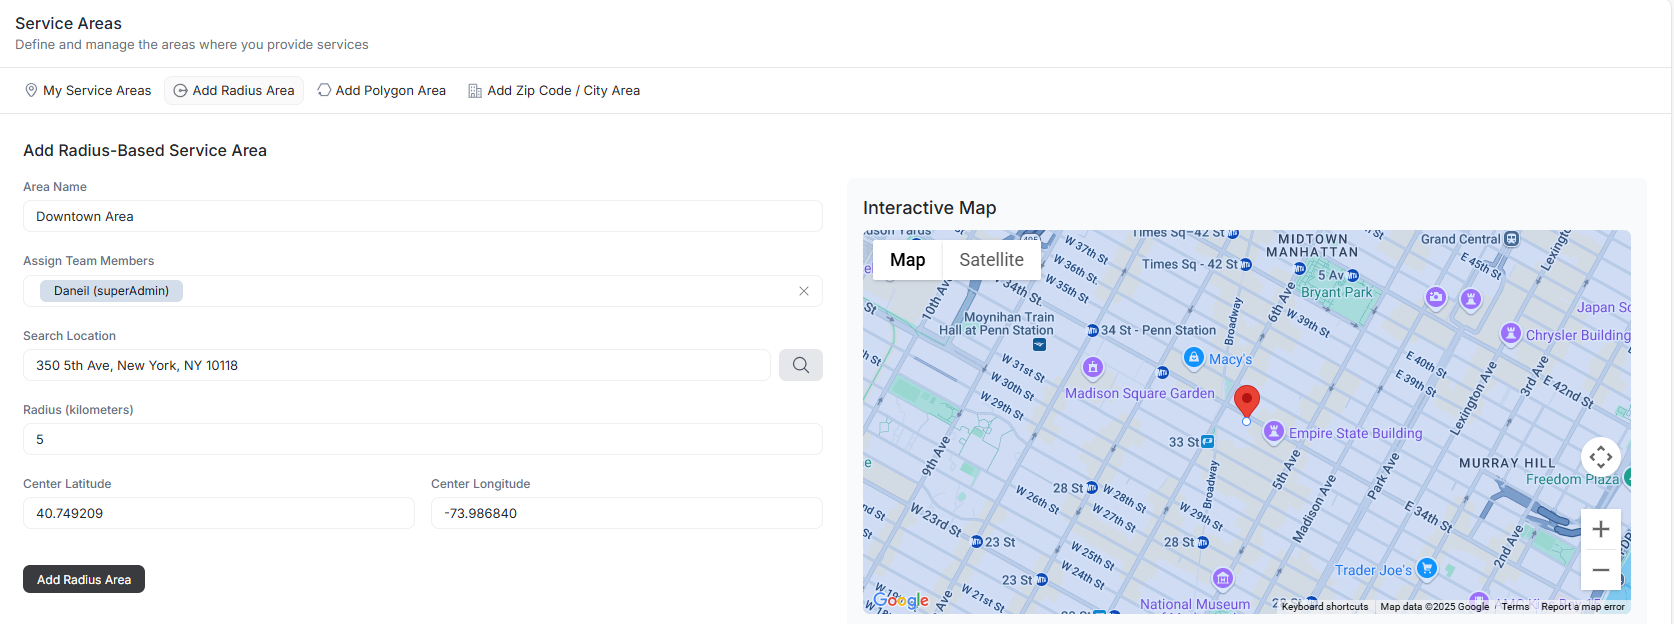 Service Areas
Define and manage the areas where you provide services
My Service Areas
Add Radius Area
Add Polygon Area
Add Zip Code / City Area
Add Radius-Based Service Area
Area Name
Downtown Area
Assign Team Members
Daneil (superAdmin)
Search Location
350 5th Ave, New York, NY 10118
Radius (kilometers)
5
Center Latitude
40.749209
Center Longitude
-73.986840
Add Radius Area
Interactive Map
Map
Satellite
Times Sq-42 St
MIDTOWN
MANHATTAN
Grand Central
Lexington
W 37th St
W 36th St.
W 35th St
W 34th St
Times Sq - 42 St
5 Av
Bryant Park
E 45th St
10th Ave
Moynihan Train
Hall at Penn Station
34 St - Penn Station
Broadway
6th Ave
W 39th St
Japan
Chrysler Building
Macy's
Madison Square Garden
W 31st St
W 30th St
W 29th St
E 40th St
E 39th St
E 42nd St
3rd Ave
Lexington Ave
Empire State Building
33 St
9th Ave
5th Ave
Park Ave
Madison Ave
MURRAY HILL
Freedom Plaza
28 St
W 28th St
W 27th St
W 26th St
Broadway
W 29th St
E 34th St
W 23rd St
23 St
28 St
W 25th St
W 24th St
23 St
W 21st St
2nd Ave
Trader Joe's
National Museum
Google
Keyboard shortcuts
Map data ©2025 Google
Terms
Report a map error